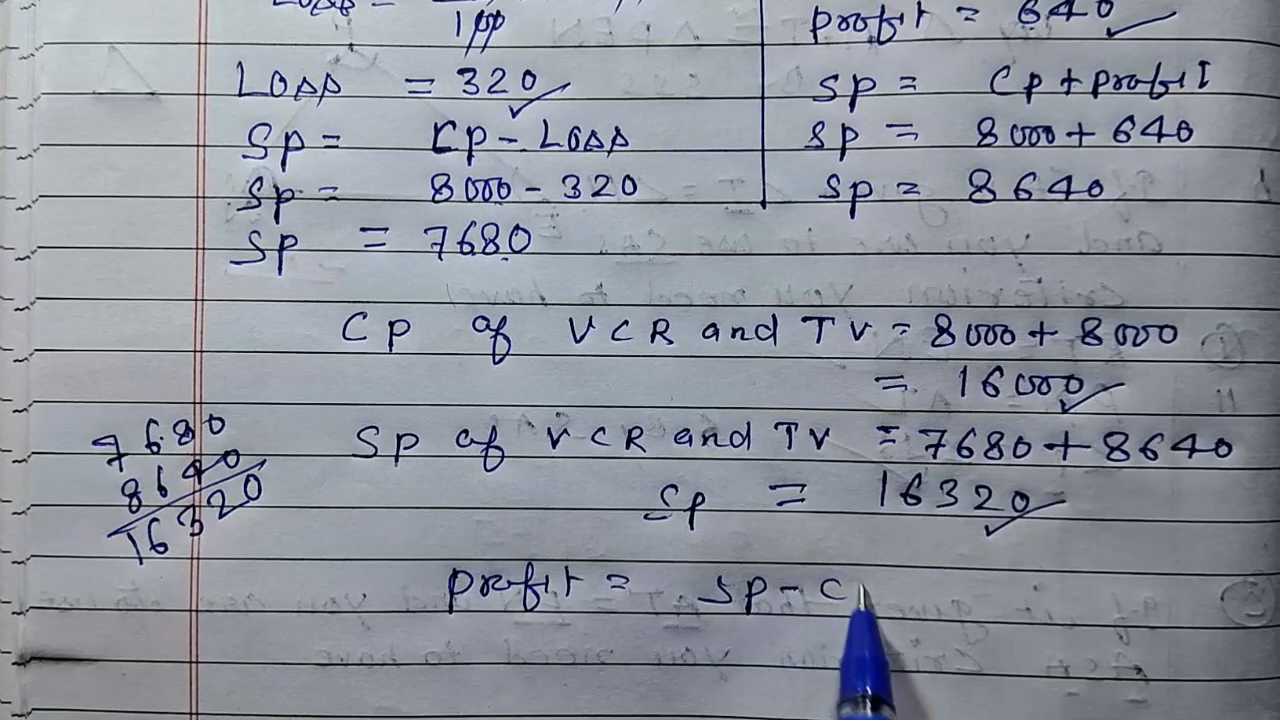 100
Loss = 320
Sp = Cp - Loss
Sp = 8000 - 320
Sp = 7680
profit = 640
Sp = Cp + profit
Sp = 8000 + 640
Sp = 8640
Cp of VCR and TV = 8000 + 8000
= 16000
7680
8640
16320
Sp of VCR and TV = 7680 + 8640
Sp = 16320
profit = Sp - C